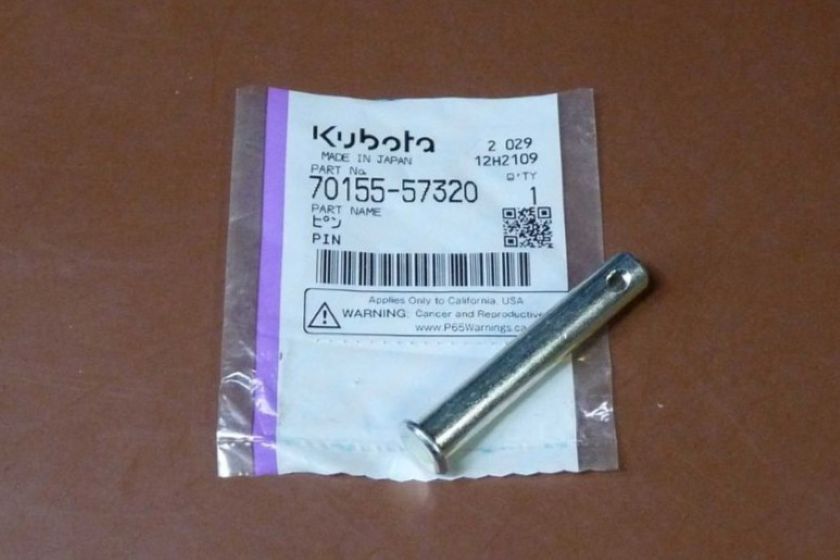 Kubota
MADE IN JAPAN
2 029
12H2109
PART No.
Q'TY
70155-57320
1
PART NAME
ピン
PIN
Applies Only to California, USA
WARNING: Cancer and Reproductive
www.P65Warnings.ca